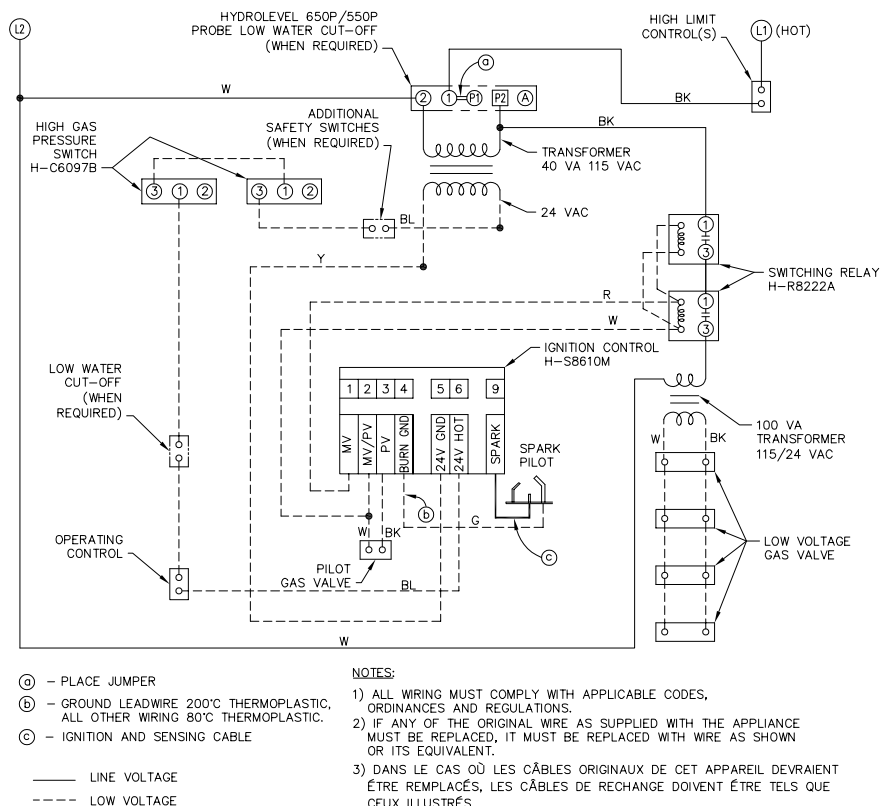 L2
HYDROLEVEL 650P/550P
PROBE LOW WATER CUT-OFF
(WHEN REQUIRED)
HIGH LIMIT
CONTROL(S)
L1 (HOT)
a
W
2 1 P1 P2 A
BK
BK
HIGH GAS
PRESSURE
SWITCH
H-C6097B
ADDITIONAL
SAFETY SWITCHES
(WHEN REQUIRED)
TRANSFORMER
40 VA 115 VAC
3 1 2
3 1 2
24 VAC
BL
Y
1
3
SWITCHING RELAY
H-R8222A
R
1
W
3
IGNITION CONTROL
H-S8610M
LOW WATER
CUT-OFF
(WHEN
REQUIRED)
1 2 3 4 5 6 9
MV
MV/PV
PV
BURN GND
24V GND
24V HOT
SPARK
SPARK
PILOT
100 VA
TRANSFORMER
115/24 VAC
W
BK
b
G
c
W BK
OPERATING
CONTROL
PILOT
GAS VALVE
BL
LOW VOLTAGE
GAS VALVE
W
a - PLACE JUMPER
b - GROUND LEADWIRE 200°C THERMOPLASTIC,
ALL OTHER WIRING 80°C THERMOPLASTIC.
c - IGNITION AND SENSING CABLE
LINE VOLTAGE
LOW VOLTAGE
NOTES:
1) ALL WIRING MUST COMPLY WITH APPLICABLE CODES,
ORDINANCES AND REGULATIONS.
2) IF ANY OF THE ORIGINAL WIRE AS SUPPLIED WITH THE APPLIANCE
MUST BE REPLACED, IT MUST BE REPLACED WITH WIRE AS SHOWN
OR ITS EQUIVALENT.
3) DANS LE CAS OÙ LES CÂBLES ORIGINAUX DE CET APPAREIL DEVRAIENT
ÉTRE REMPLACÉS, LES CÂBLES DE RECHANGE DOIVENT ÉTRE TELS QUE
CEUX ILLUSTRÉS